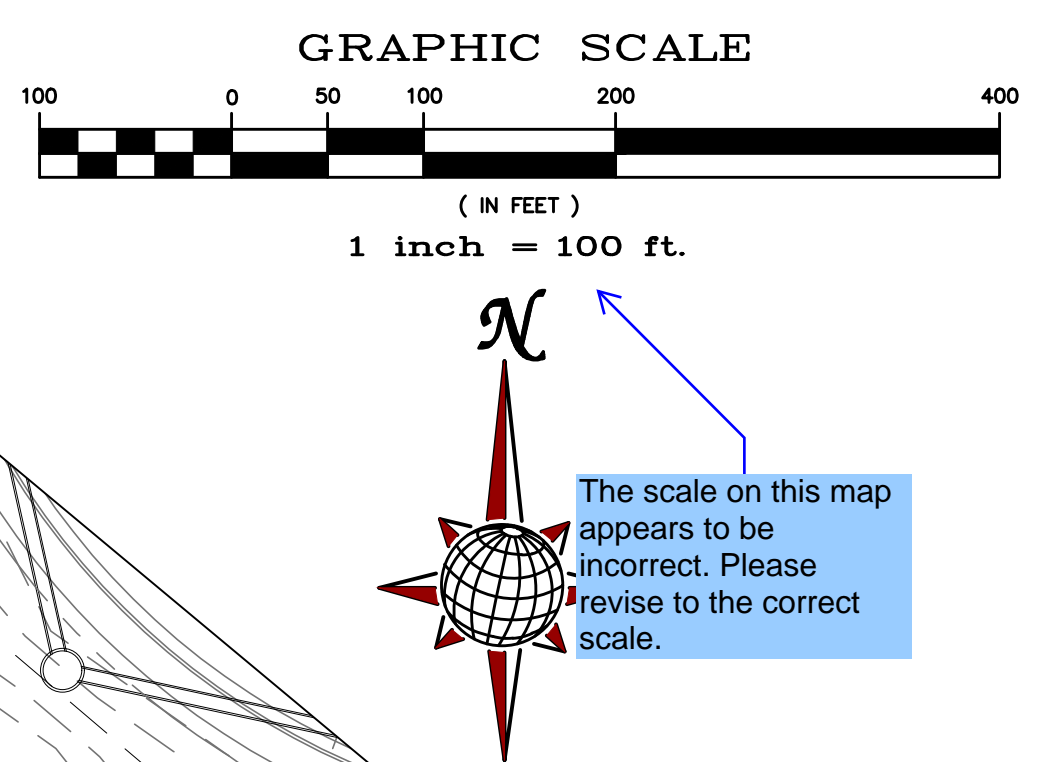 GRAPHIC SCALE
100 0 50 100 200 400
( IN FEET )
1 inch = 100 ft.
N
The scale on this map
appears to be
incorrect. Please
revise to the correct
scale.